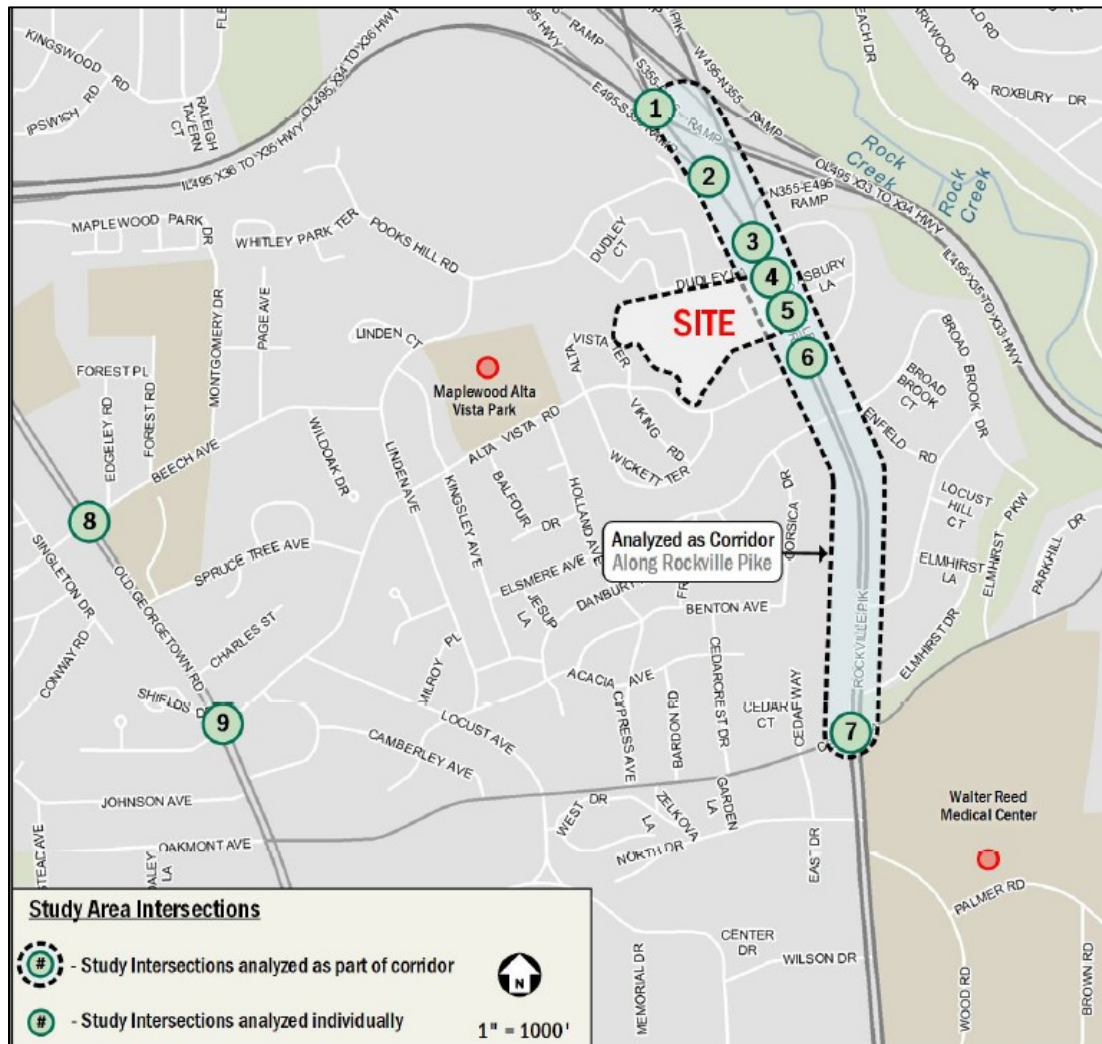 KINGSWOOD RD
IPSWICH RD
RALEIGH
TAVERN
CT
OL495 X34 TO X36 HWY
IL495 X36 TO X35 HWY
E495-S355 RAMP
RAMP
W495-N355
RAMP
PARKWOOD DR
ROXBURY DR
Rock
Creek
Rock
Creek
OL495 X33 TO X34 HWY
IL495 X35 TO X33 HWY
N355-E495
RAMP
1
2
3
4
5
6
MAPLEWOOD PARK
DR
WHITLEY PARK TER
POOKS HILL RD
DUDLEY
CT
SITE
PAGE AVE
MONTGOMERY DR
LINDEN CT
Maplewood Alta
Vista Park
ALTA
VISTA TER
VIKING RD
WICKETT TER
BROAD
BROOK
CT
BROAD BROOK DR
ENFIELD RD
FOREST PL
EDGELEY RD
FOREST RD
BEECH AVE
WILDOAK DR
LINDEN AVE
KINGSLEY AVE
ALTA VISTA RD
BALFOUR
DR
HOLLAND AVE
CORSICA
DR
LOCUST
HILL
CT
ELMHIRST PKW
PARKHILL DR
8
Analyzed as Corridor
Along Rockville Pike
SINGLETON DR
SPRUCE TREE AVE
OLD GEORGETOWN RD
ELSMERE AVE
JESUP
LA
BENTON AVE
ELMHIRST
LA
ELMHIRST DR
ROCKVILLE PIK
CONWAY RD
CHARLES ST
MILROY PL
ACACIA AVE
CYPRESS AVE
BARDON RD
CEDARCREST DR
CEDAR
CT
CEDAR WAY
9
7
LOCUST AVE
CAMBERLEY AVE
JOHNSON AVE
OAKMONT AVE
WEST DR
ZELKOVA
LA
GARDEN
LA
NORTH DR
EAST DR
Walter Reed
Medical Center
PALMER RD
WOOD RD
BROWN RD
CENTER
DR
WILSON DR
MEMORIAL DR
Study Area Intersections
# - Study Intersections analyzed as part of corridor
# - Study Intersections analyzed individually
N
1" = 1000'